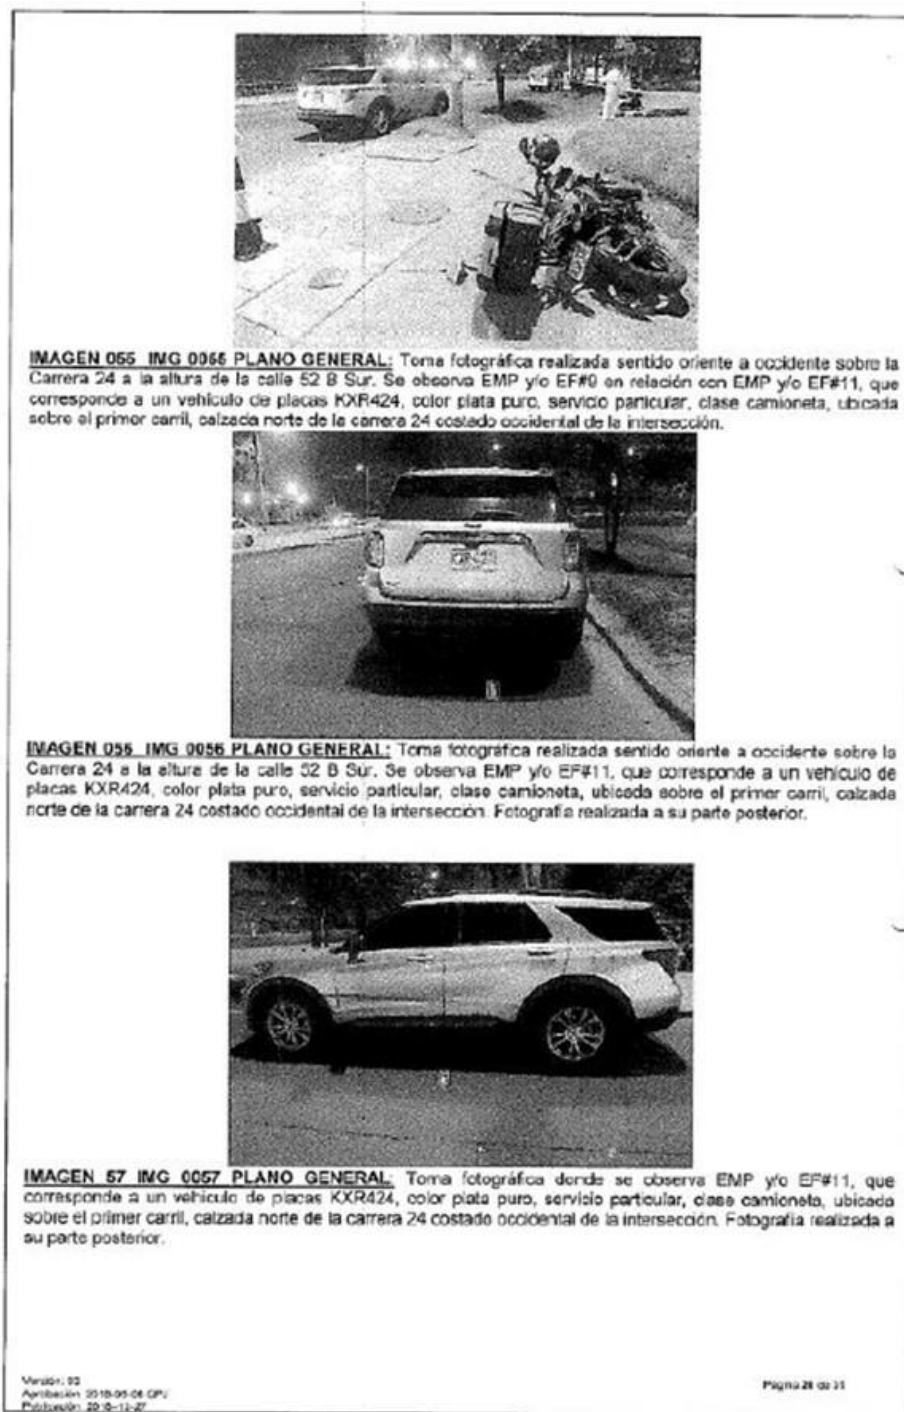 IMAGEN 055 IMG 0055 PLANO GENERAL: Toma fotográfica realizada sentido oriente a occidente sobre la
Carrera 24 a la altura de la calle 52 B Sur. Se observa EMP y/o EF#9 en relación con EMP y/o EF#11, que
corresponde a un vehículo de placas KXR424, color plata puro, servicio particular, clase camioneta, ubicada
sobre el primer carril, calzada norte de la carrera 24 costado occidental de la intersección.
IMAGEN 056 IMG 0056 PLANO GENERAL: Toma fotográfica realizada sentido oriente a occidente sobre la
Carrera 24 a la altura de la calle 52 B Sur. Se observa EMP y/o EF#11, que corresponde a un vehículo de
placas KXR424, color plata puro, servicio particular, clase camioneta, ubicada sobre el primer carril, calzada
norte de la carrera 24 costado occidental de la intersección. Fotografía realizada a su parte posterior.
IMAGEN 57 IMG 0057 PLANO GENERAL: Toma fotográfica donde se observa EMP y/o EF#11, que
corresponde a un vehículo de placas KXR424, color plata puro, servicio particular, clase camioneta, ubicada
sobre el primer carril, calzada norte de la carrera 24 costado occidental de la intersección. Fotografía realizada a
su parte posterior.
Versión: 03
Aprobación: CPJ
Publicación:
Página 28 de 35